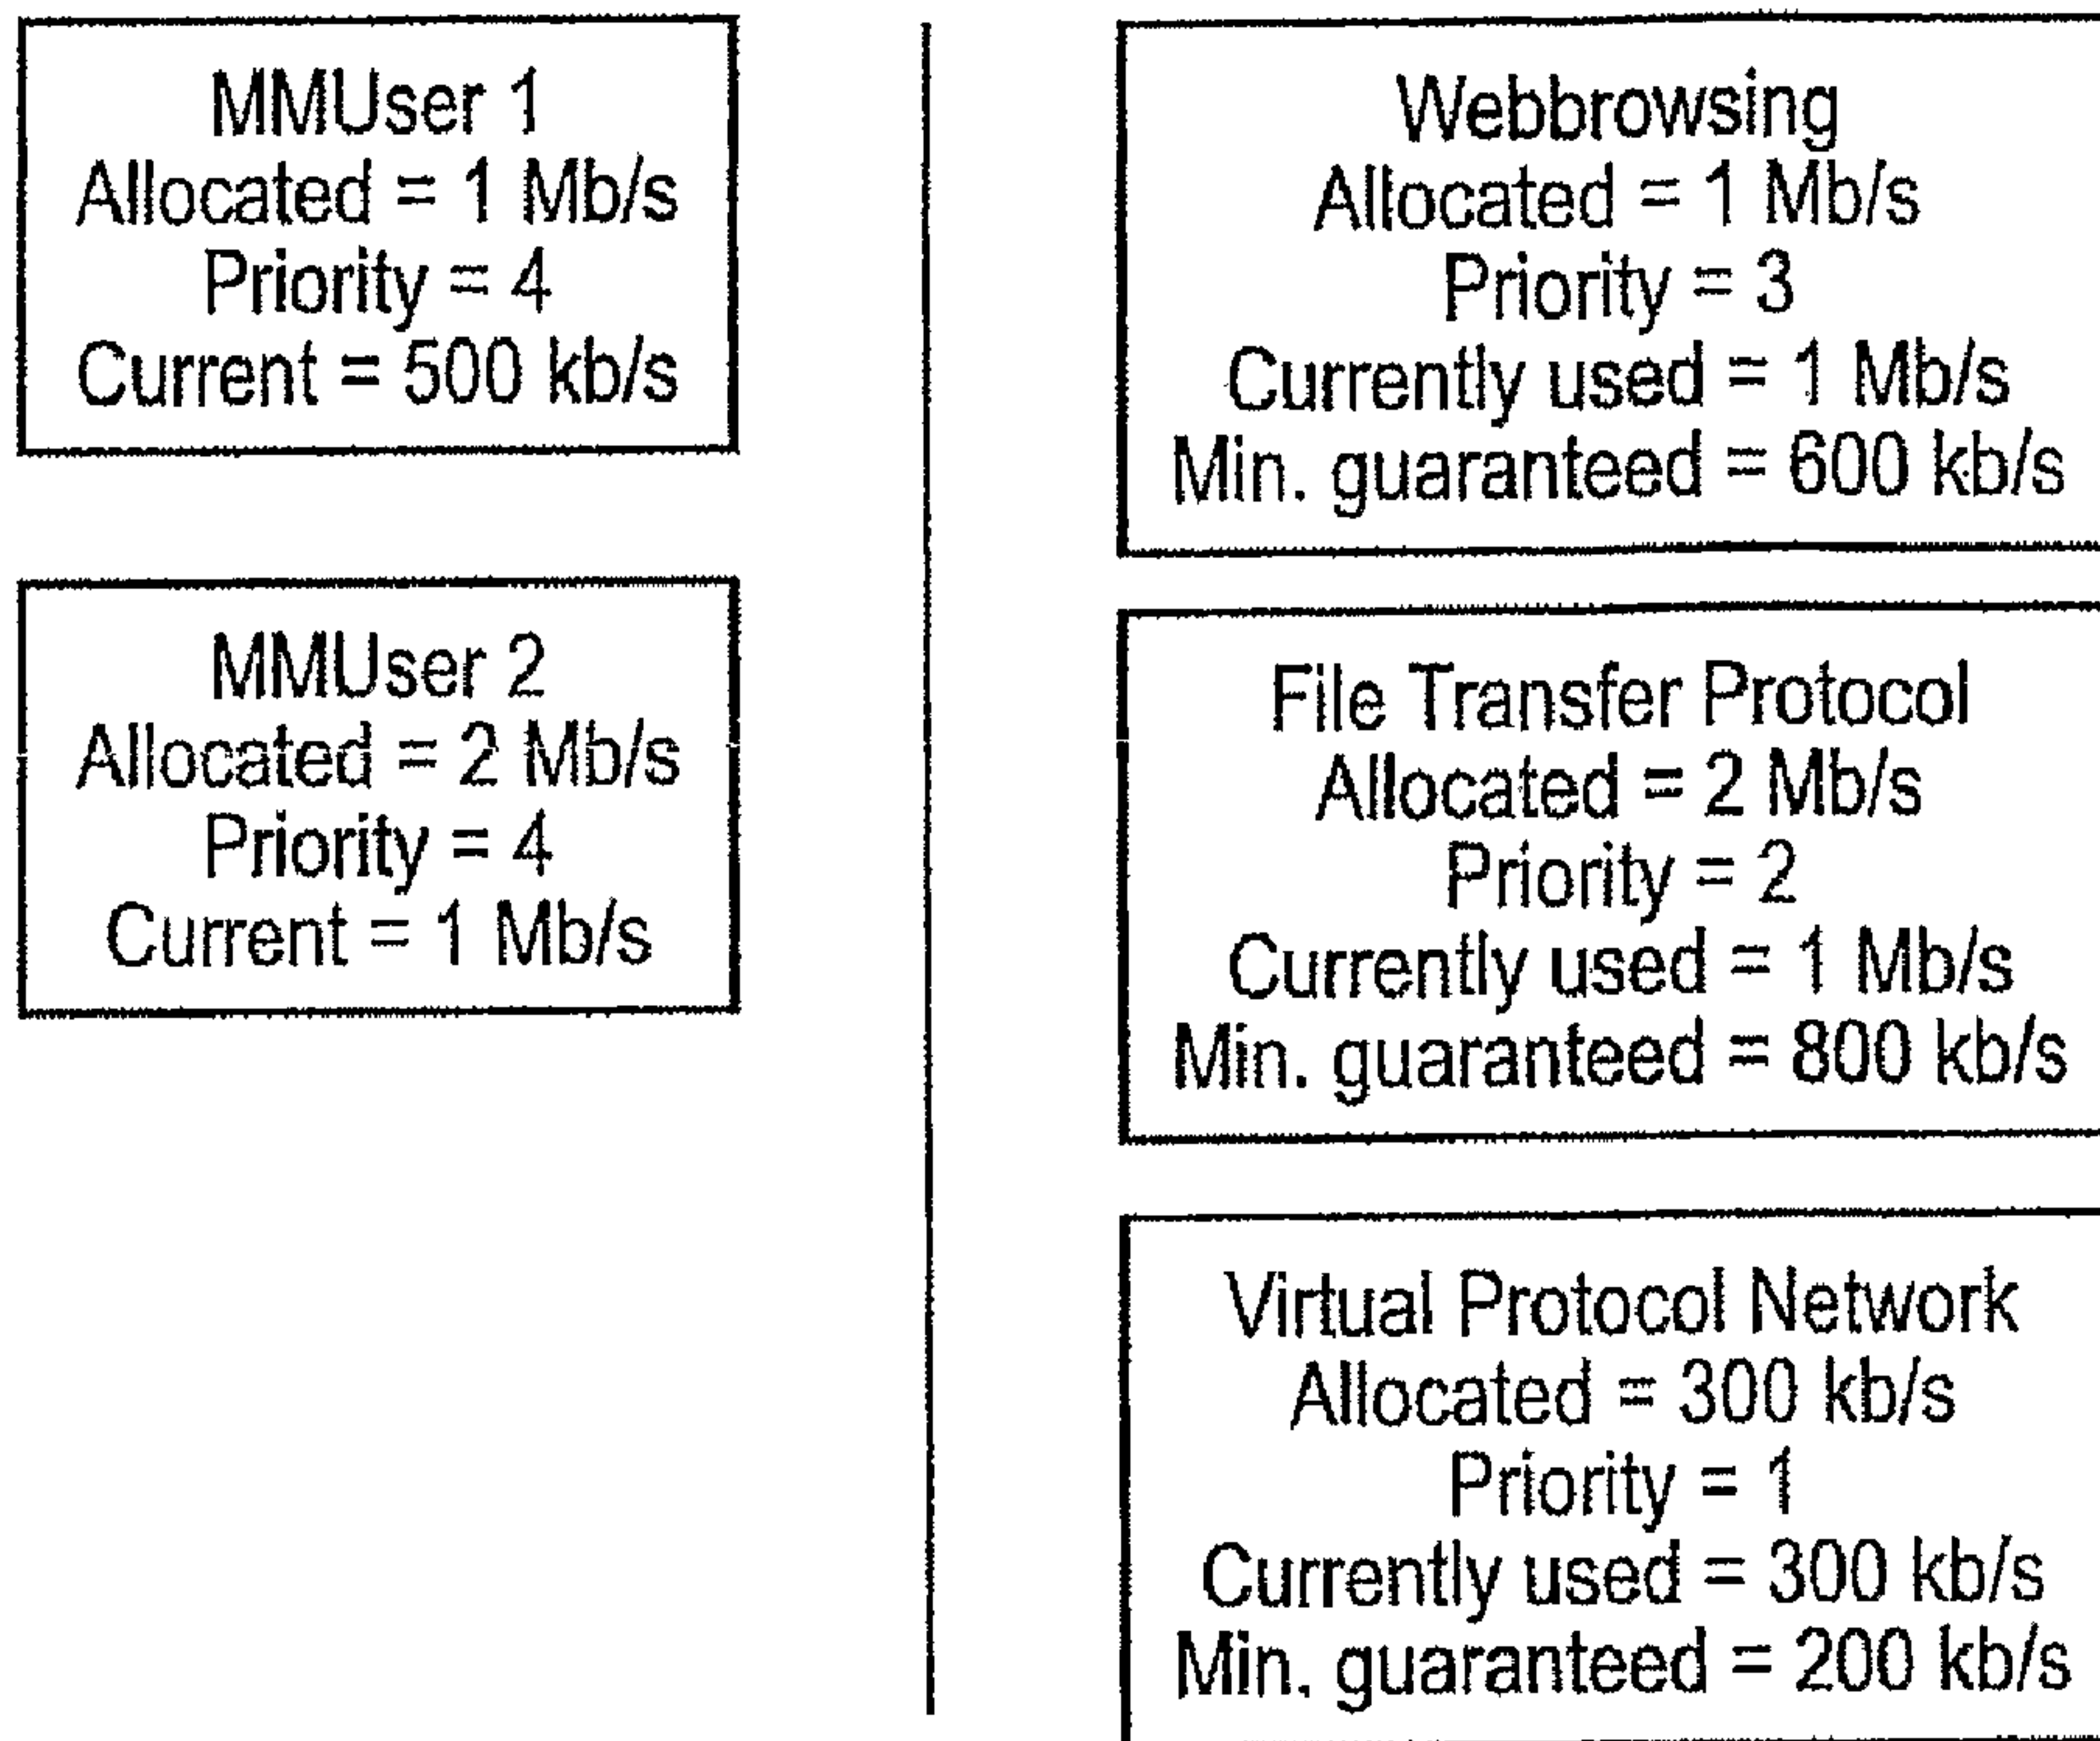 MMUser 1
Allocated = 1 Mb/s
Priority = 4
Current = 500 kb/s
MMUser 2
Allocated = 2 Mb/s
Priority = 4
Current = 1 Mb/s
Webbrowsing
Allocated = 1 Mb/s
Priority = 3
Currently used = 1 Mb/s
Min. guaranteed = 600 kb/s
File Transfer Protocol
Allocated = 2 Mb/s
Priority = 2
Currently used = 1 Mb/s
Min. guaranteed = 800 kb/s
Virtual Protocol Network
Allocated = 300 kb/s
Priority = 1
Currently used = 300 kb/s
Min. guaranteed = 200 kb/s